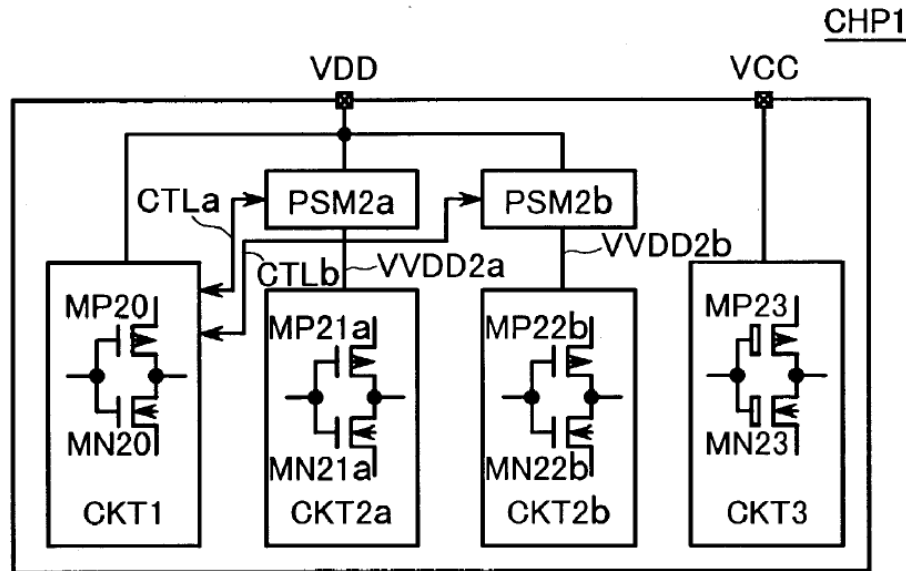 CHP1
VDD
VCC
PSM2a
PSM2b
CTLa
CTLb
VVDD2a
VVDD2b
MP20
MN20
CKT1
MP21a
MN21a
CKT2a
MP22b
MN22b
CKT2b
MP23
MN23
CKT3